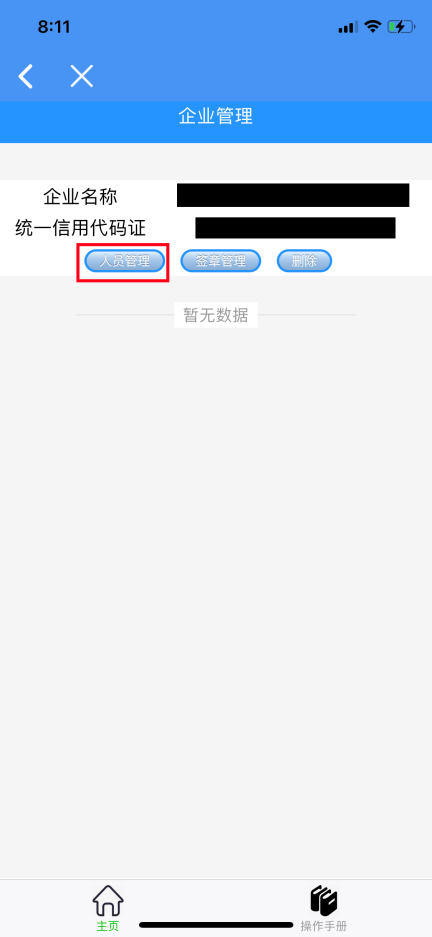 8:11
企业管理
企业名称
统一信用代码证
人员管理 签章管理 删除
暂无数据
主页 操作手册